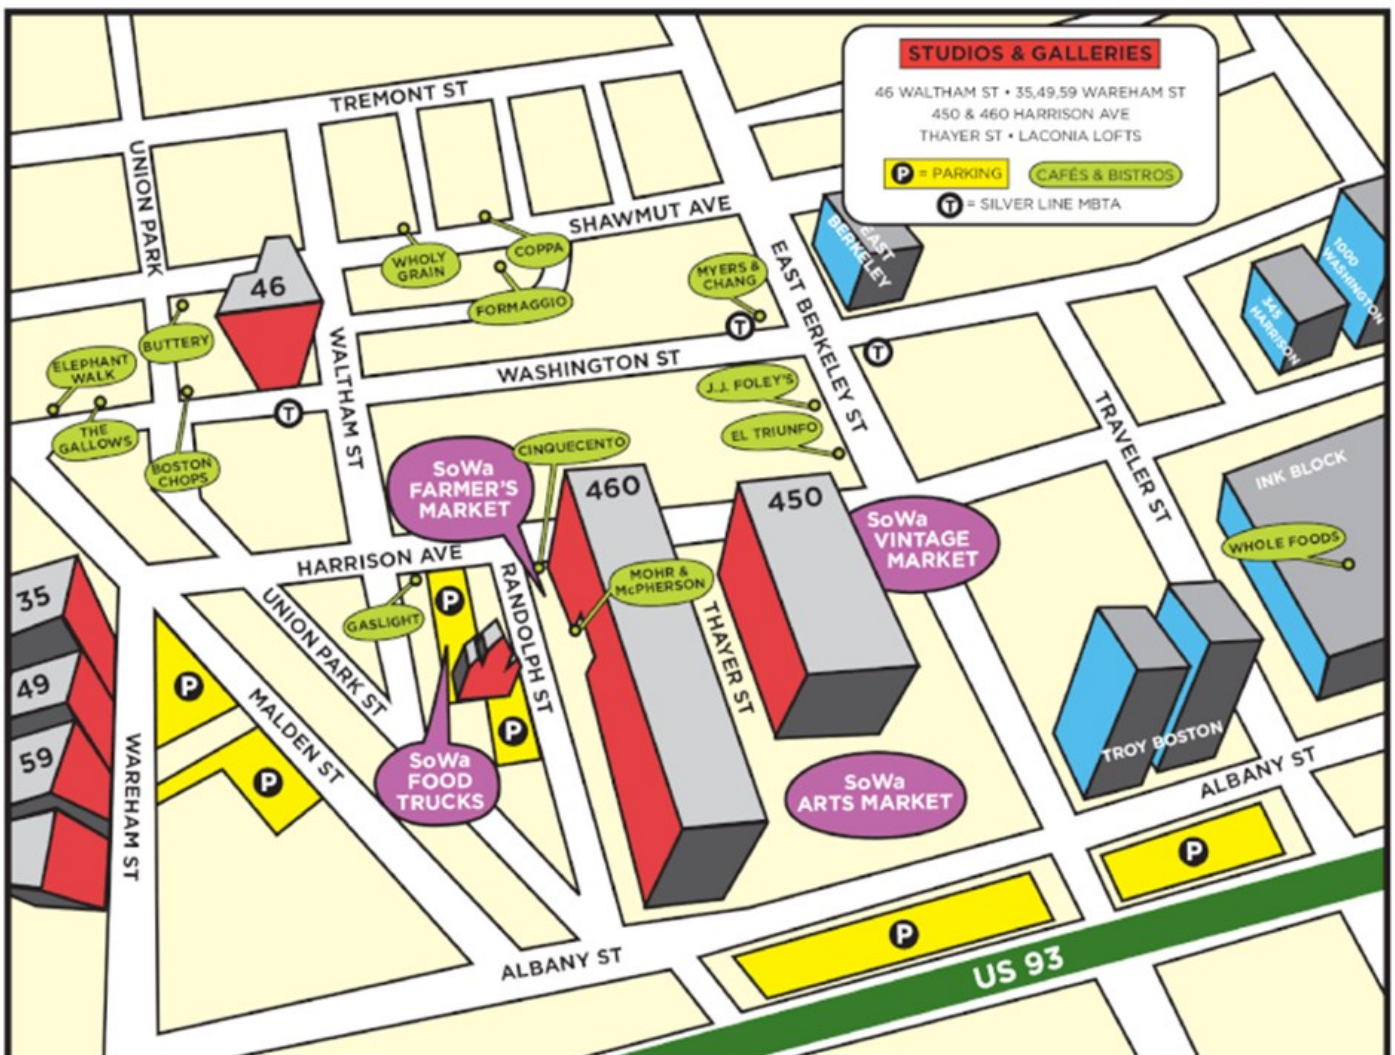 STUDIOS & GALLERIES
46 WALTHAM ST • 35,49,59 WAREHAM ST
450 & 460 HARRISON AVE
THAYER ST • LACONIA LOFTS
P = PARKING
CAFÉS & BISTROS
T = SILVER LINE MBTA
TREMONT ST
UNION PARK
SHAWMUT AVE
WHOLY
GRAIN
COPPA
FORMAGGIO
MYERS &
CHANG
EAST BERKELEY ST
EAST
BERKELEY
1000
WASHINGTON
345
HARRISON
46
BUTTERY
ELEPHANT
WALK
THE
GALLOWS
BOSTON
CHOPS
T
WALTHAM ST
WASHINGTON ST
T
T
J.J. FOLEY'S
EL TRIUNFO
TRAVELER ST
INK BLOCK
WHOLE FOODS
SoWa
FARMER'S
MARKET
CINQUECENTO
460
450
SoWa
VINTAGE
MARKET
HARRISON AVE
GASLIGHT
P
RANDOLPH ST
MOHR &
McPHERSON
THAYER ST
35
49
59
UNION PARK ST
P
MALDEN ST
P
WAREHAM ST
P
SoWa
FOOD
TRUCKS
SoWa
ARTS MARKET
TROY BOSTON
ALBANY ST
P
P
ALBANY ST
US 93